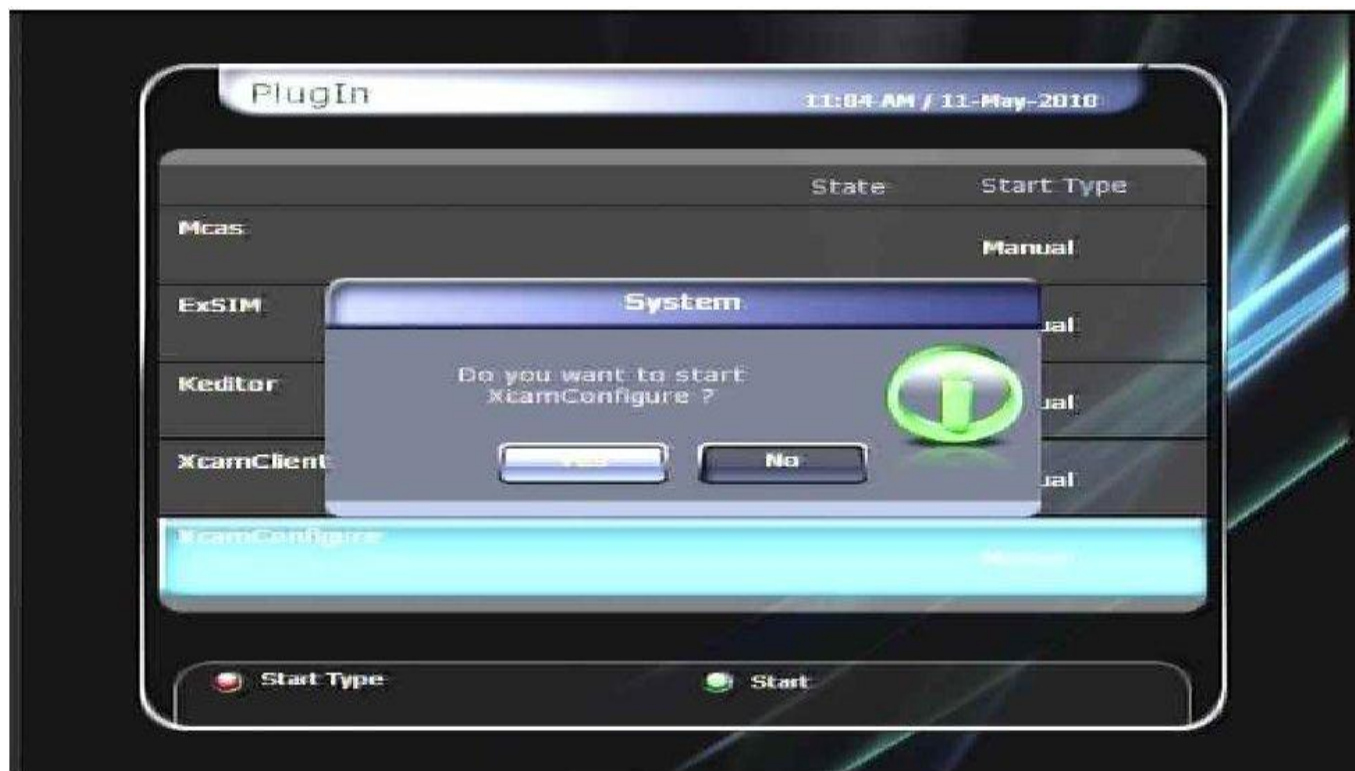 PlugIn
11:04 AM / 11-May-2010
State Start Type
Mcas
Manual
ExSIM
ual
Keditor
ual
XcamClient
ual
XcamConfigure
System
Do you want to start
XcamConfigure ?
Yes No
Start Type Start